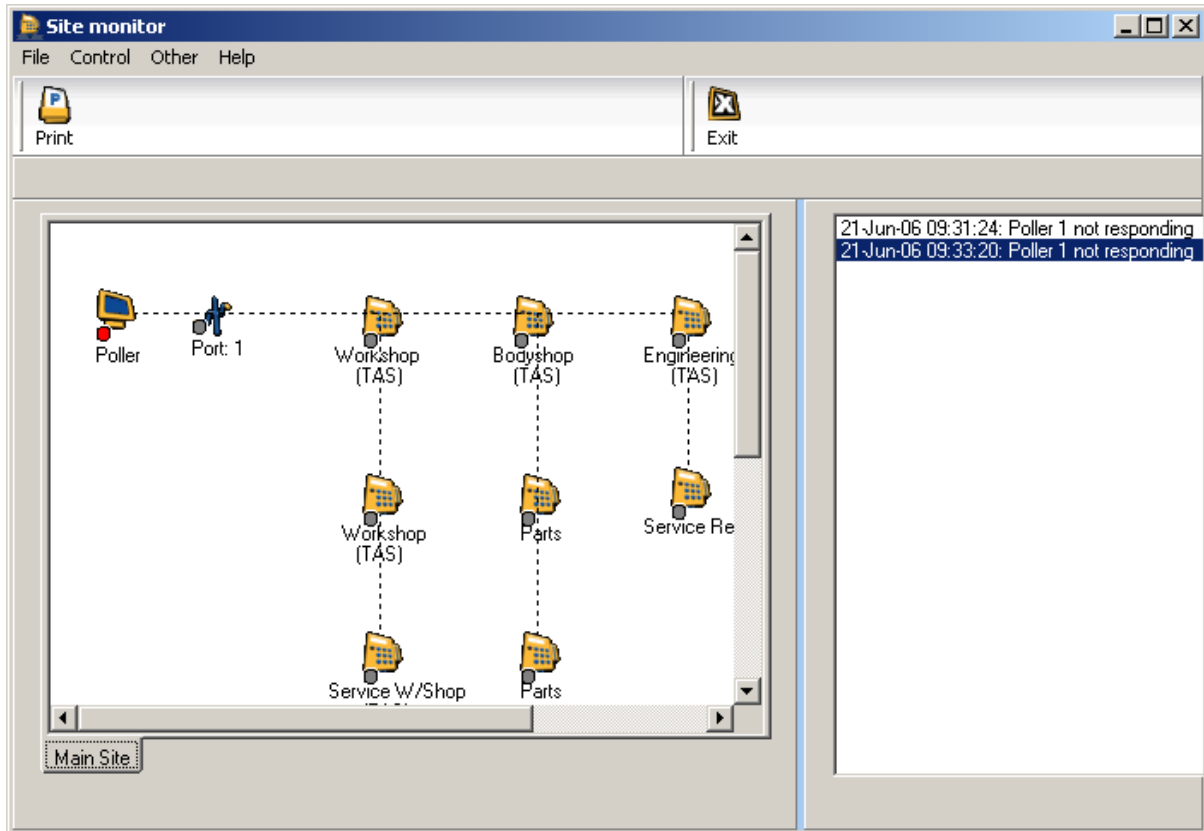 Site monitor
File Control Other Help
Print
Exit
21-Jun-06 09:31:24: Poller 1 not responding
21-Jun-06 09:33:20: Poller 1 not responding
Poller
Port: 1
Workshop
(TAS)
Bodyshop
(TAS)
Engineering
(TAS)
Workshop
(TAS)
Parts
Service Re
Service W/Shop
Parts
Main Site